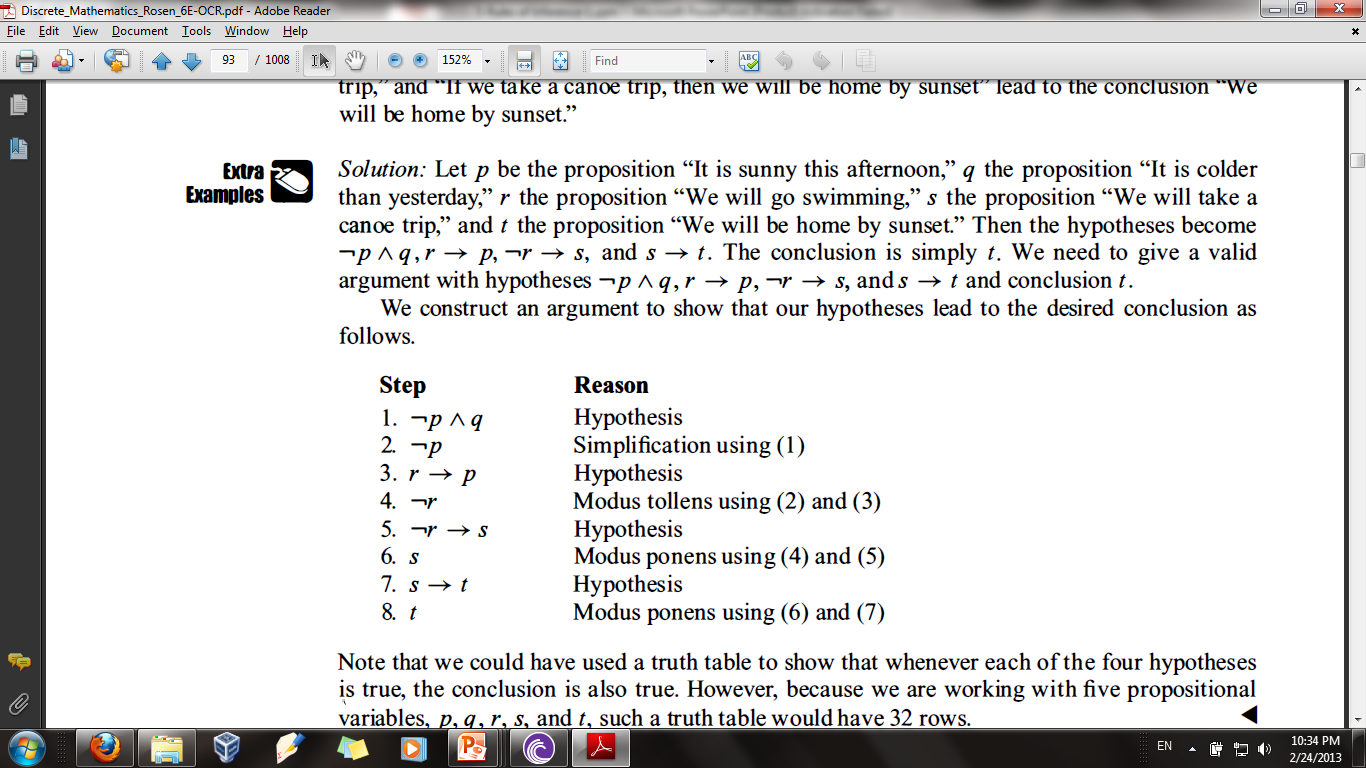 Discrete_Mathematics_Rosen_6E-OCR.pdf - Adobe Reader
File Edit View Document Tools Window Help
93 / 1008 152% Find
trip,” and “If we take a canoe trip, then we will be home by sunset” lead to the conclusion “We
will be home by sunset.”
Extra
Examples
Solution: Let p be the proposition “It is sunny this afternoon,” q the proposition “It is colder
than yesterday,” r the proposition “We will go swimming,” s the proposition “We will take a
canoe trip,” and t the proposition “We will be home by sunset.” Then the hypotheses become
¬p ∧ q, r → p, ¬r → s, and s → t. The conclusion is simply t. We need to give a valid
argument with hypotheses ¬p ∧ q, r → p, ¬r → s, and s → t and conclusion t.
We construct an argument to show that our hypotheses lead to the desired conclusion as
follows.
Step Reason
1. ¬p ∧ q Hypothesis
2. ¬p Simplification using (1)
3. r → p Hypothesis
4. ¬r Modus tollens using (2) and (3)
5. ¬r → s Hypothesis
6. s Modus ponens using (4) and (5)
7. s → t Hypothesis
8. t Modus ponens using (6) and (7)
Note that we could have used a truth table to show that whenever each of the four hypotheses
is true, the conclusion is also true. However, because we are working with five propositional
variables, p, q, r, s, and t, such a truth table would have 32 rows.
EN
10:34 PM
2/24/2013